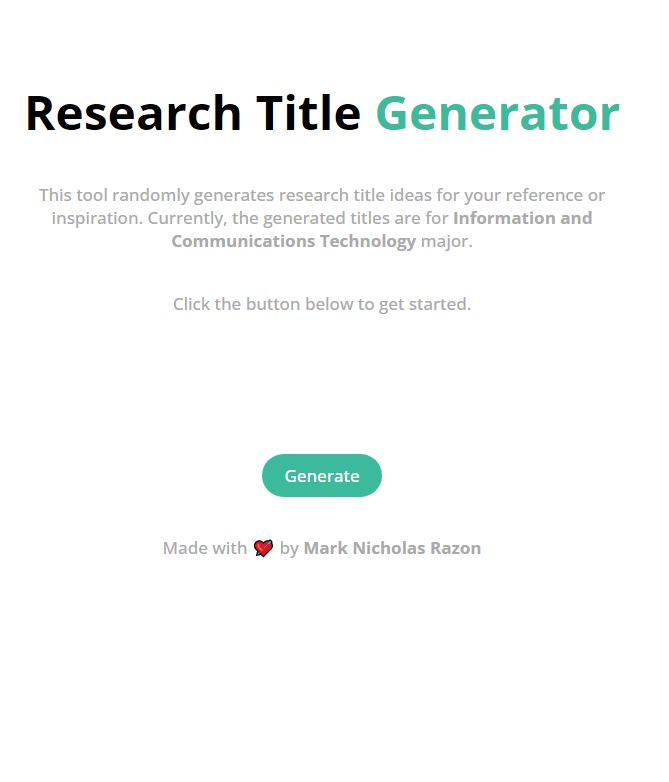 Research Title Generator
This tool randomly generates research title ideas for your reference or
inspiration. Currently, the generated titles are for Information and
Communications Technology major.
Click the button below to get started.
Generate
Made with 💘 by Mark Nicholas Razon